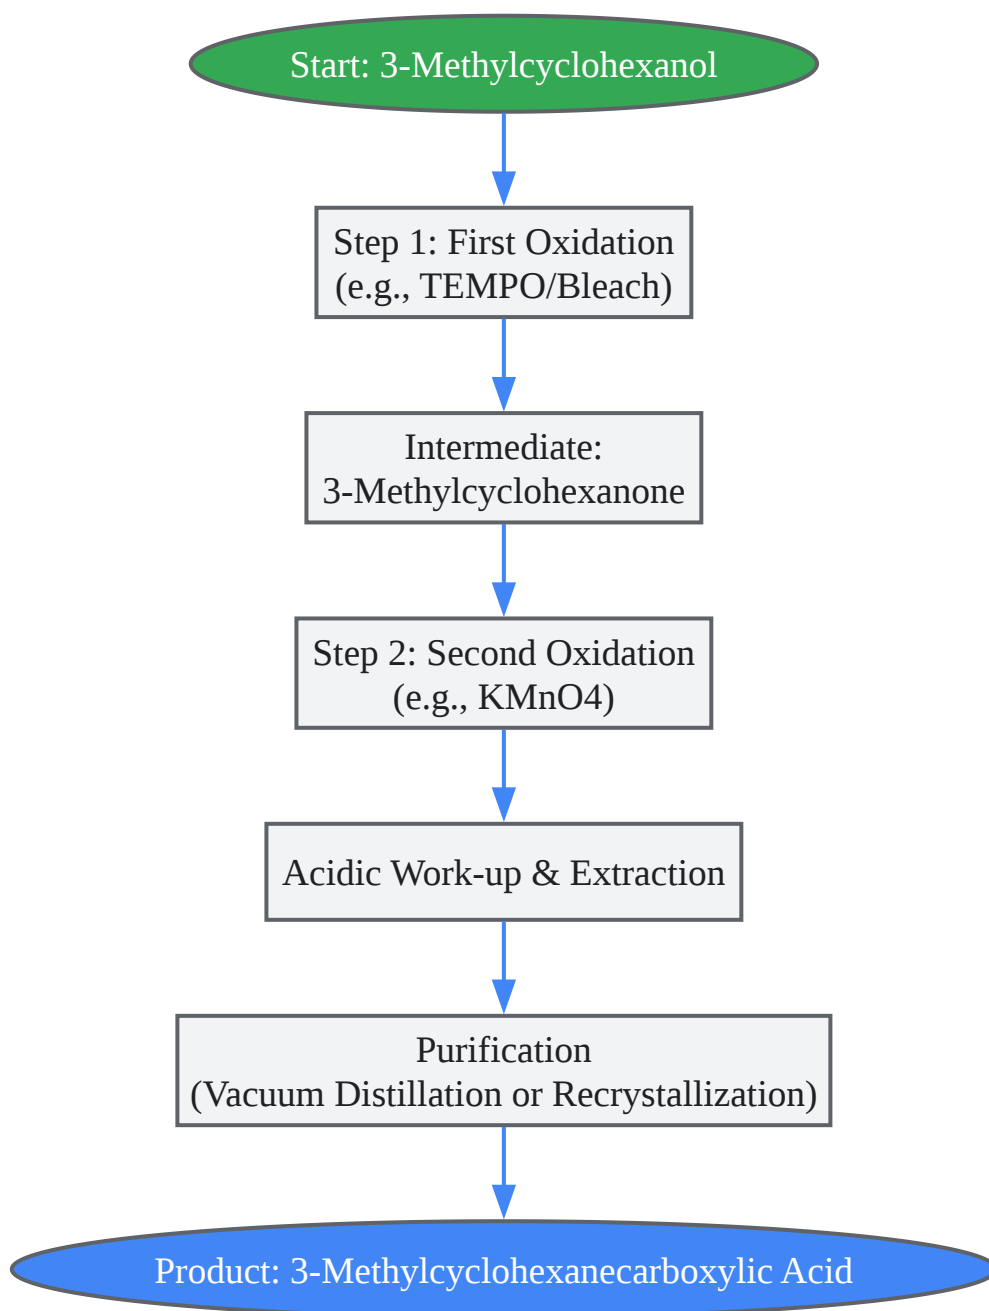 Start: 3-Methylcyclohexanol
Step 1: First Oxidation
(e.g., TEMPO/Bleach)
Intermediate:
3-Methylcyclohexanone
Step 2: Second Oxidation
(e.g., KMnO4)
Acidic Work-up & Extraction
Purification
(Vacuum Distillation or Recrystallization)
Product: 3-Methylcyclohexanecarboxylic Acid